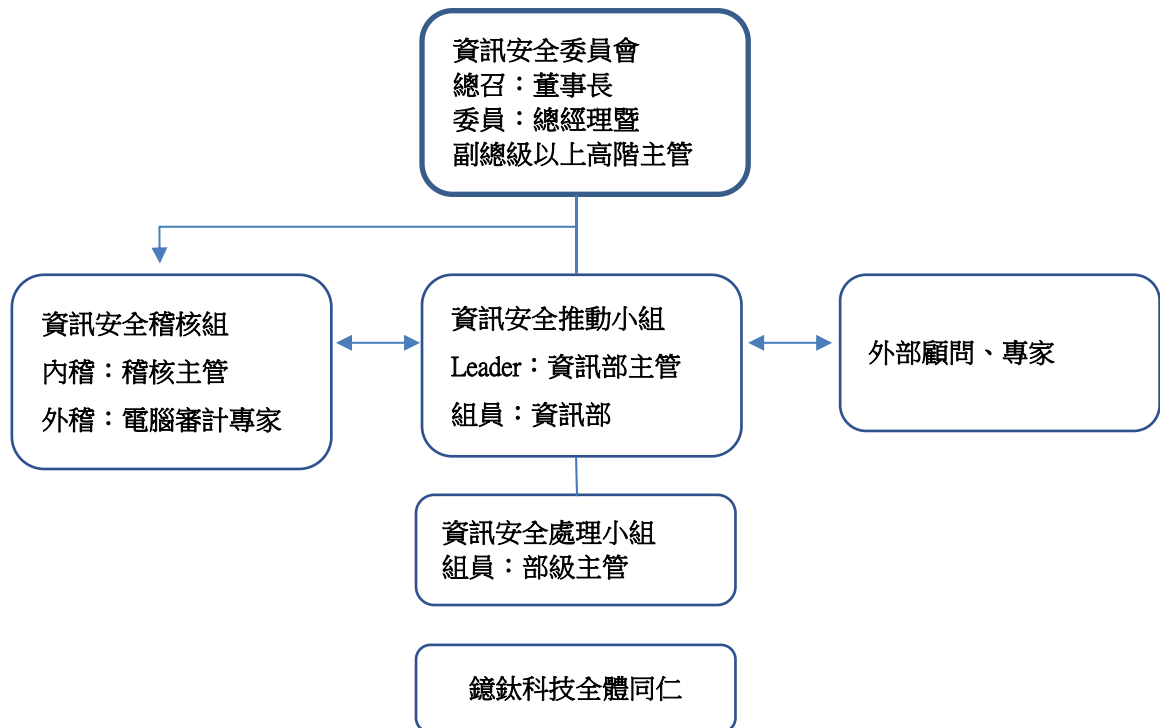 資訊安全委員會
總召：董事長
委員：總經理暨
副總級以上高階主管
資訊安全稽核組
內稽：稽核主管
外稽：電腦審計專家
資訊安全推動小組
Leader：資訊部主管
組員：資訊部
外部顧問、專家
資訊安全處理小組
組員：部級主管
鐿鈦科技全體同仁